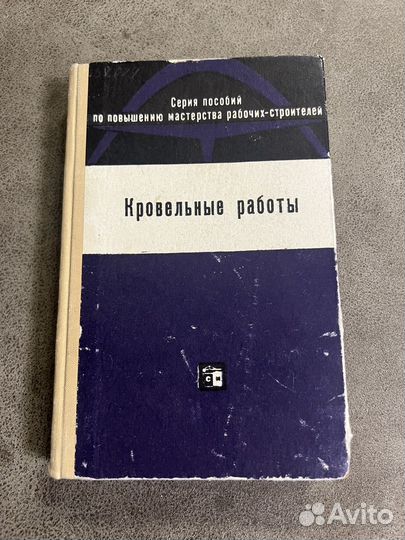 Серия пособий
по повышению мастерства рабочих-строителей
Кровельные работы
С И
Avito